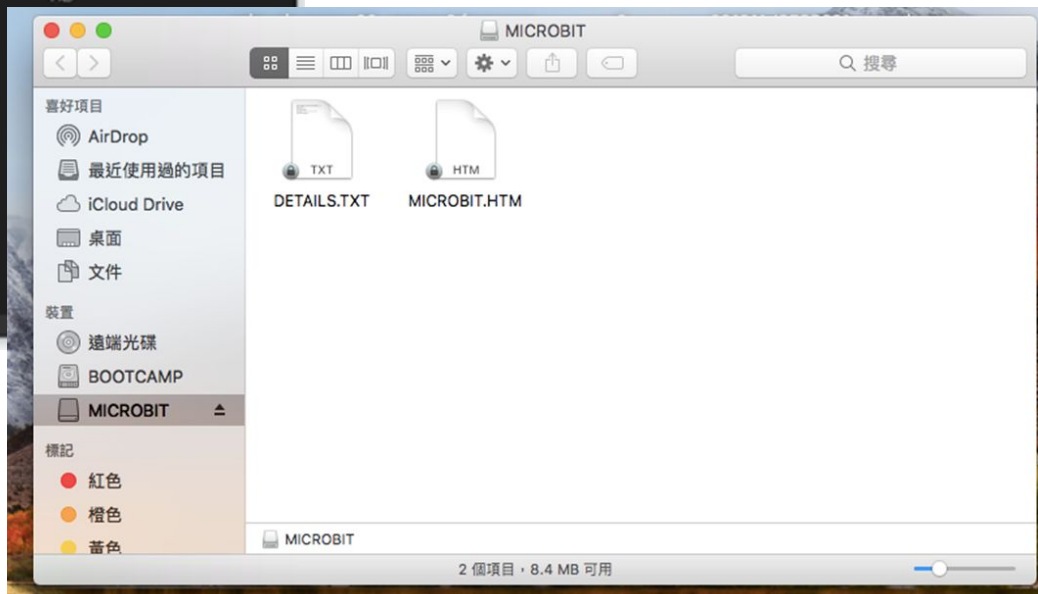 MICROBIT
搜尋
喜好項目
AirDrop
最近使用過的項目
iCloud Drive
桌面
文件
裝置
遠端光碟
BOOTCAMP
MICROBIT
標記
紅色
橙色
黃色
TXT
HTM
DETAILS.TXT
MICROBIT.HTM
MICROBIT
2 個項目，8.4 MB 可用